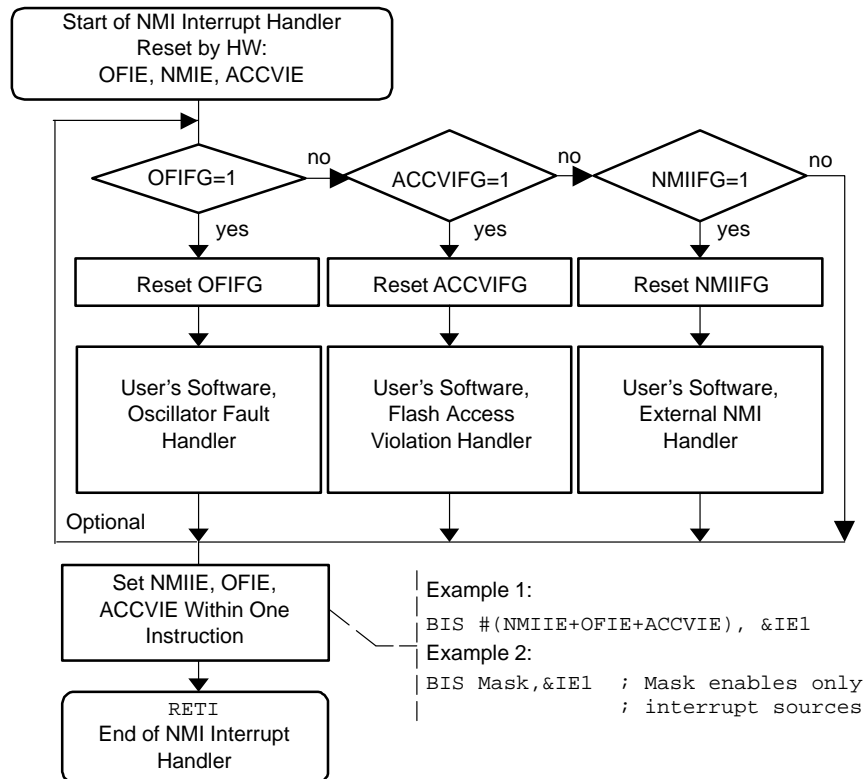 Start of NMI Interrupt Handler
Reset by HW:
OFIE, NMIE, ACCVIE
no
no
no
OFIFG=1
ACCVIFG=1
NMIIFG=1
yes
yes
yes
Reset OFIFG
Reset ACCVIFG
Reset NMIIFG
User's Software,
Oscillator Fault
Handler
User's Software,
Flash Access
Violation Handler
User's Software,
External NMI
Handler
Optional
Set NMIIE, OFIE,
ACCVIE Within One
Instruction
Example 1:
BIS #(NMIIE+OFIE+ACCVIE), &IE1
Example 2:
BIS Mask,&IE1 ; Mask enables only
; interrupt sources
RETI
End of NMI Interrupt
Handler